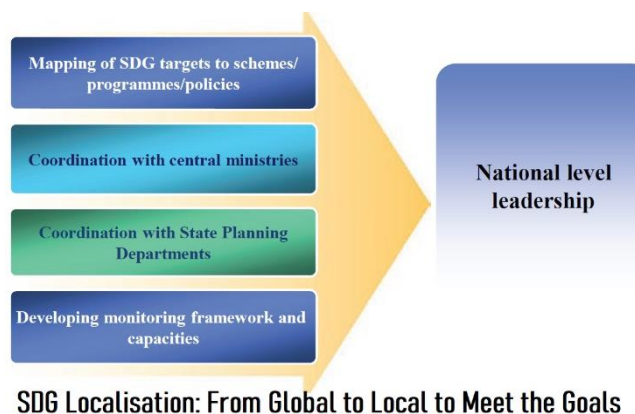 Mapping of SDG targets to schemes/
programmes/policies
Coordination with central ministries
Coordination with State Planning
Departments
Developing monitoring framework and
capacities
National level
leadership
SDG Localisation: From Global to Local to Meet the Goals